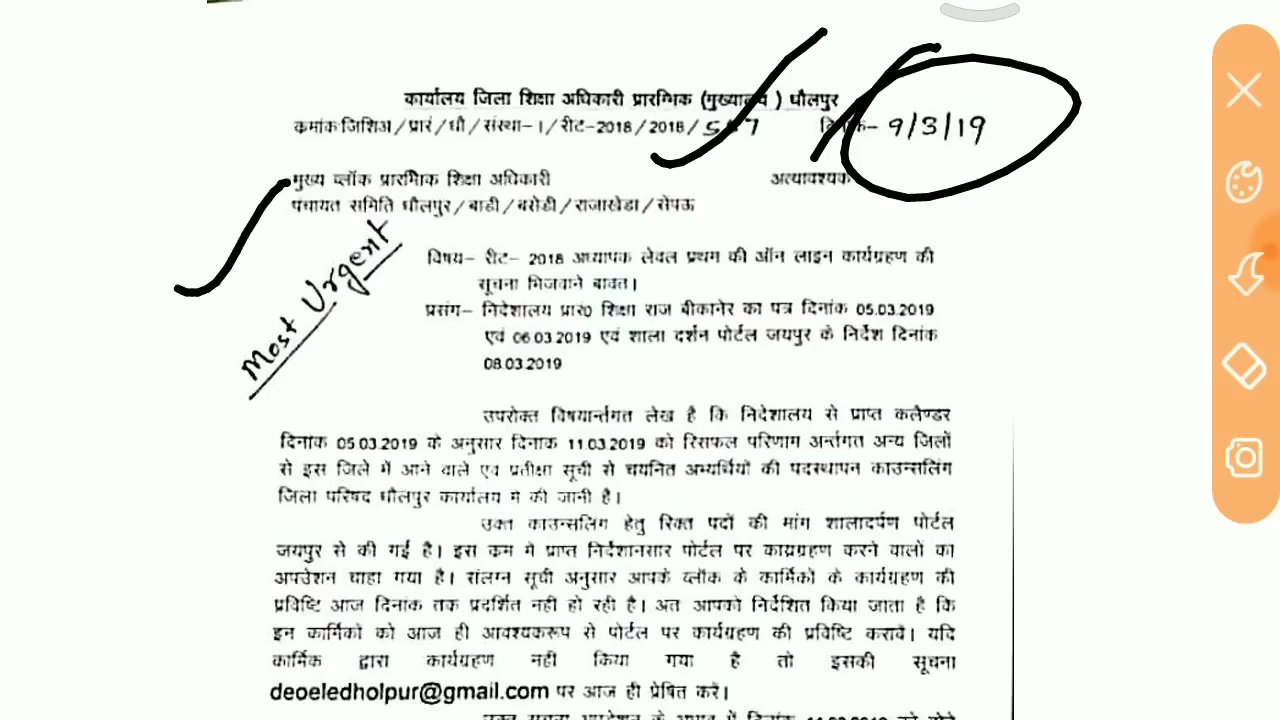 कार्यालय जिला शिक्षा अधिकारी प्रारम्भिक (मुख्यालय) धौलपुर
कमांक जिशिअ/प्रारं/धौ/संस्था-1/रीट-2018/2018/ दिनांक- 9/3/19
मुख्य ब्लॉक प्रारम्भिक शिक्षा अधिकारी अत्यावश्यक
पंचायत समिति धौलपुर/बाडी/बसेडी/राजाखेडा/सेपऊ
Most Urgent
विषय- रीट- 2018 अध्यापक लेवल प्रथम की ऑन लाइन कार्यग्रहण की
सूचना भिजवाने बावत।
प्रसंग- निदेशालय प्रारं0 शिक्षा राज बीकानेर का पत्र दिनांक 05.03.2019
एवं 06.03.2019 एवं शाला दर्शन पोर्टल जयपुर के निर्देश दिनांक
08.03.2019
उपरोक्त विषयार्न्तगत लेख है कि निदेशालय से प्राप्त कलैण्डर
दिनांक 05.03.2019 के अनुसार दिनांक 11.03.2019 को रिसफल परिणाम अर्न्तगत अन्य जिलों
से इस जिले में आने वाले एव प्रतीक्षा सूची से चयनित अभ्यर्थियों की पदस्थापन काउन्सलिंग
जिला परिषद धौलपुर कार्यालय मे की जानी है।
उक्त काउन्सलिग हेतु रिक्त पदों की मांग शालादर्पण पोर्टल
जयपुर से की गई है। इस कम मे प्राप्त निर्देशानसार पोर्टल पर कायग्रहण करने वालों का
अपउेशन चाहा गया है। संलग्न सूची अनुसार आपके ब्लॉक के कार्मिकों के कार्यग्रहण की
प्रविष्टि आज दिनांक तक प्रदर्शित नही हो रही है। अत आपको निर्देशित किया जाता है कि
इन कार्मिकों को आज ही आवश्यकरूप से पोर्टल पर कार्यग्रहण की प्रविष्टि करावें। यदि
कार्मिक द्वारा कार्यग्रहण नही किया गया है तो इसकी सूचना
deoeledholpur@gmail.com पर आज ही प्रेषित करें।